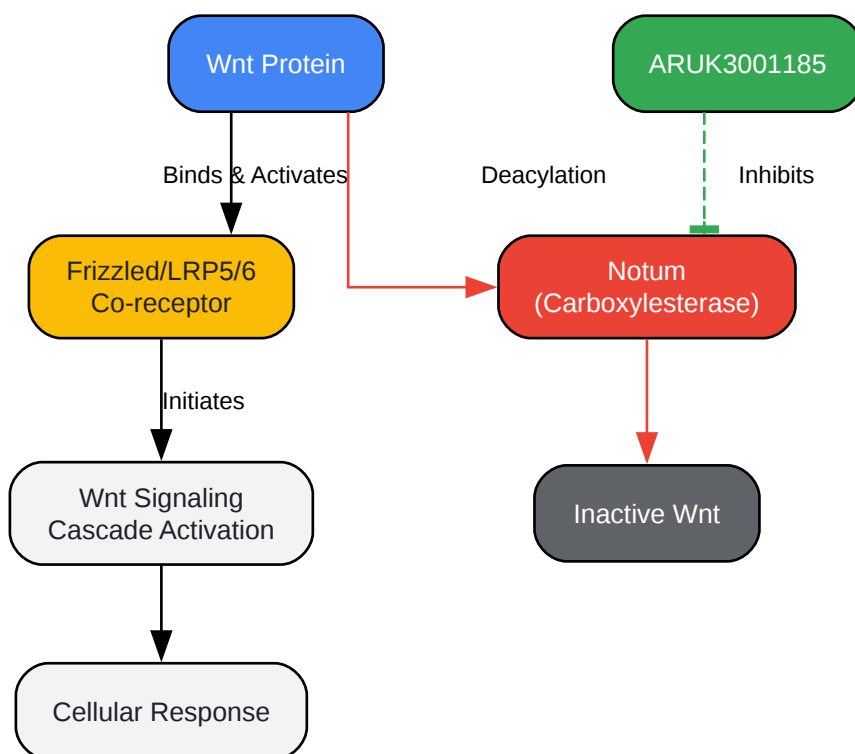 Wnt Protein
ARUK3001185
Binds & Activates
Deacylation
Inhibits
Frizzled/LRP5/6
Co-receptor
Notum
(Carboxylesterase)
Initiates
Wnt Signaling
Cascade Activation
Inactive Wnt
Cellular Response